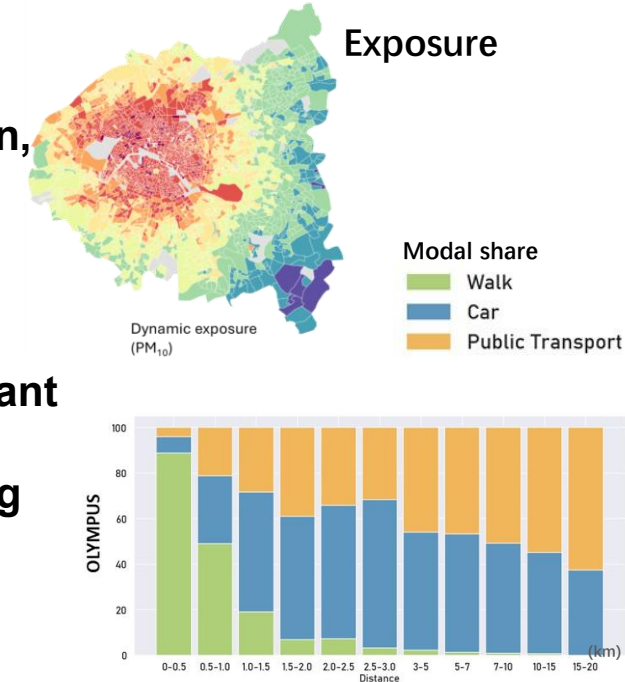 Exposure
n,
Dynamic exposure
(PM₁₀)
Modal share
Walk
Car
Public Transport
ant
g
OLYMPUS
100
80
60
40
20
0
0-0.5 0.5-1.0 1.0-1.5 1.5-2.0 2.0-2.5 2.5-3.0 3-5 5-7 7-10 10-15 15-20
(km)
Distance